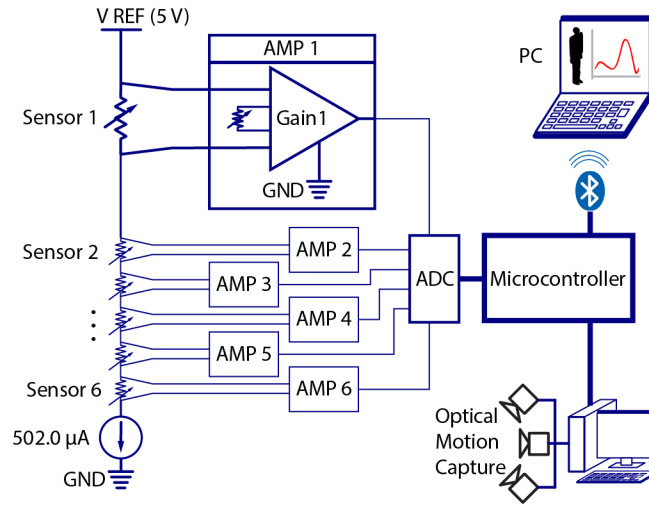 V REF (5 V)
AMP 1
PC
Sensor 1
Gain1
GND
Sensor 2
AMP 2
AMP 3
ADC
Microcontroller
AMP 4
AMP 5
Sensor 6
AMP 6
502.0 µA
GND
Optical
Motion
Capture